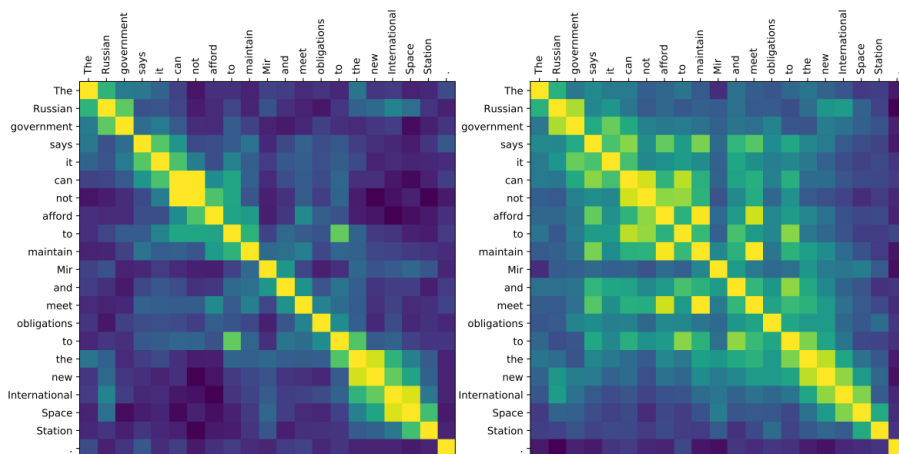 The Russian government says it can not afford to maintain Mir and meet obligations to the new International Space Station .
The Russian government says it can not afford to maintain Mir and meet obligations to the new International Space Station .
The
Russian
government
says
it
can
not
afford
to
maintain
Mir
and
meet
obligations
to
the
new
International
Space
Station
.
The
Russian
government
says
it
can
not
afford
to
maintain
Mir
and
meet
obligations
to
the
new
International
Space
Station
.